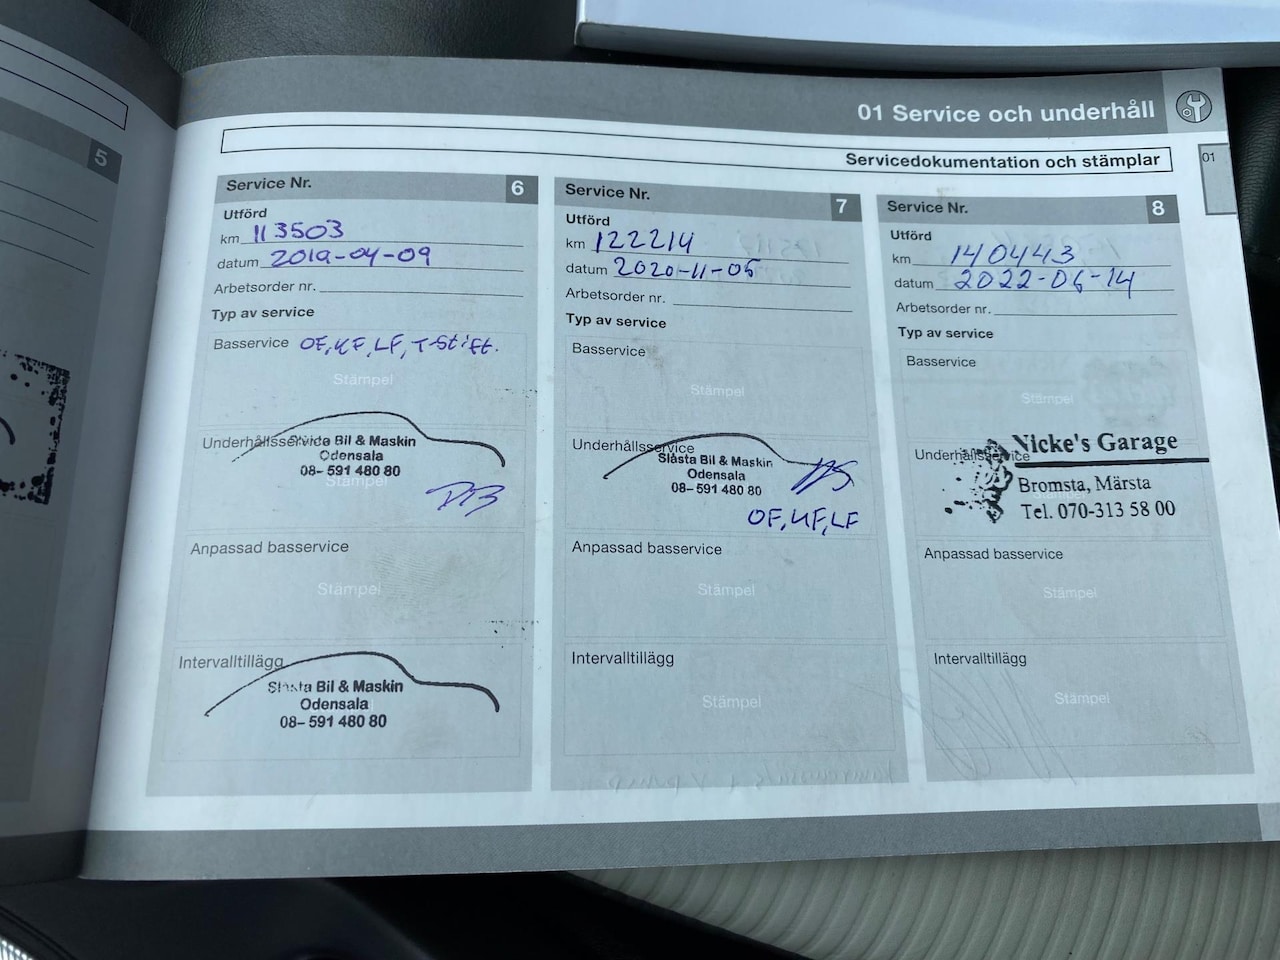 01 Service och underhåll
Servicedokumentation och stämplar
01
5
Service Nr. 6
Utförd
km 113503
datum 2019-04-09
Arbetsorder nr.
Typ av service
Basservice OF, KF, LF, T-Stift.
Stämpel
Underhållsservice
Slåsta Bil & Maskin
Odensala
08-591 480 80
Stämpel
Anpassad basservice
Stämpel
Intervalltillägg
Slåsta Bil & Maskin
Odensala
08-591 480 80
Service Nr. 7
Utförd
km 122214
datum 2020-11-05
Arbetsorder nr.
Typ av service
Basservice
Stämpel
Underhållsservice
Slåsta Bil & Maskin
Odensala
08-591 480 80
OF, KF, LF
Anpassad basservice
Stämpel
Intervalltillägg
Stämpel
Service Nr. 8
Utförd
km 140443
datum 2022-06-14
Arbetsorder nr.
Typ av service
Basservice
Stämpel
Underhållsservice
Nicke's Garage
Bromsta, Märsta
Tel. 070-313 58 00
Anpassad basservice
Stämpel
Intervalltillägg
Stämpel